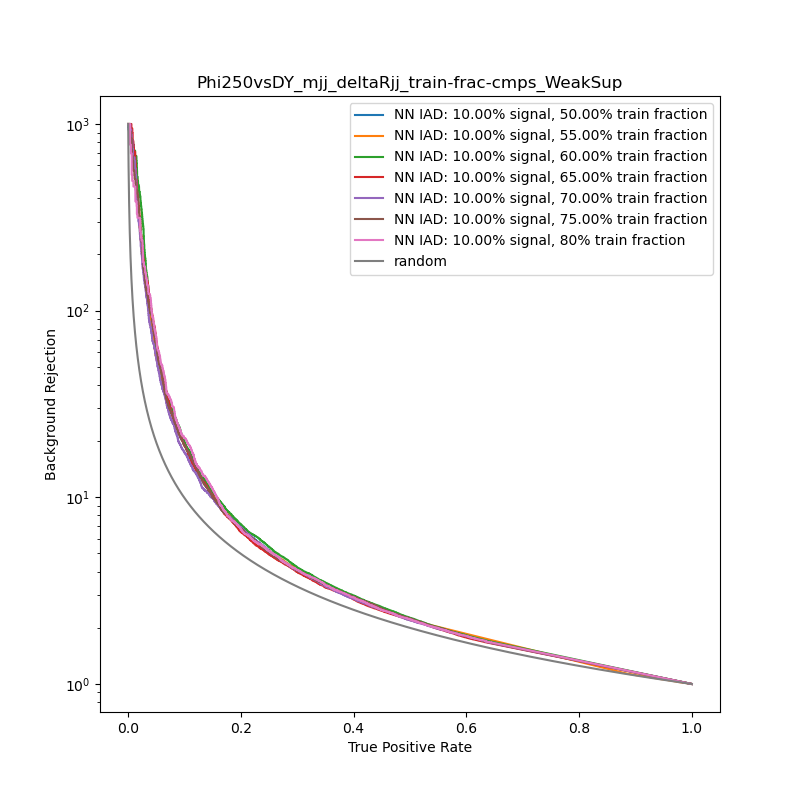 Phi250vsDY_mjj_deltaRjj_train-frac-cmps_WeakSup
NN IAD: 10.00% signal, 50.00% train fraction
NN IAD: 10.00% signal, 55.00% train fraction
NN IAD: 10.00% signal, 60.00% train fraction
NN IAD: 10.00% signal, 65.00% train fraction
NN IAD: 10.00% signal, 70.00% train fraction
NN IAD: 10.00% signal, 75.00% train fraction
NN IAD: 10.00% signal, 80% train fraction
random
10³
10²
10¹
10⁰
Background Rejection
0.0 0.2 0.4 0.6 0.8 1.0
True Positive Rate